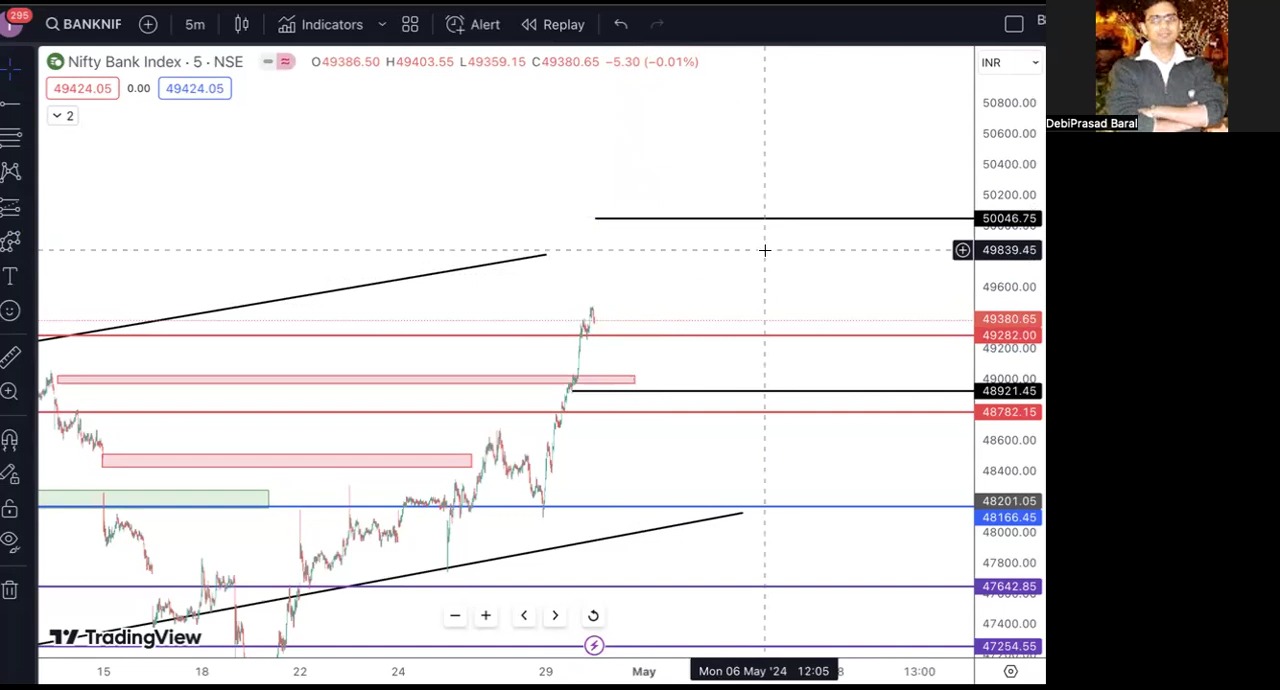 295
BANKNIF
5m
Indicators
Alert
Replay
B
Nifty Bank Index · 5 · NSE
O49386.50 H49403.55 L49359.15 C49380.65 −5.30 (−0.01%)
INR
49424.05 0.00 49424.05
2
DebiPrasad Baral
50800.00
50600.00
50400.00
50200.00
50046.75
49839.45
49600.00
49380.65
49282.00
49200.00
49000.00
48921.45
48782.15
48600.00
48400.00
48201.05
48166.45
48000.00
47800.00
47642.85
47400.00
47254.55
TradingView
15 18 22 24 29 May Mon 06 May '24 12:05 8 13:00